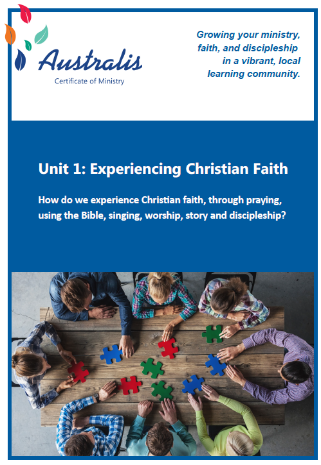 Growing your ministry,
faith, and discipleship
in a vibrant, local
learning community.
Australis
Certificate of Ministry
Unit 1: Experiencing Christian Faith
How do we experience Christian faith, through praying,
using the Bible, singing, worship, story and discipleship?